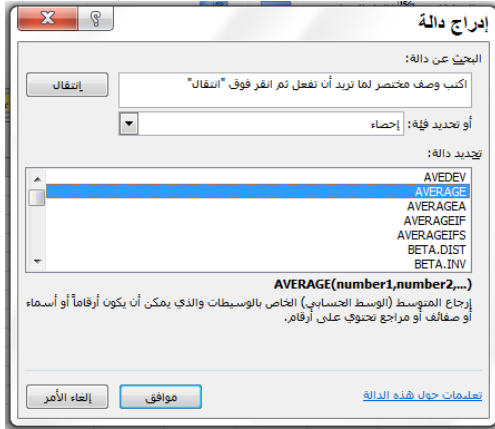 إدراج دالة
البحث عن دالة:
اكتب وصف مختصر لما تريد أن تفعل ثم انقر فوق "انتقال"
إنتقال
أو تحديد فئة: إحصاء
تحديد دالة:
AVEDEV
AVERAGE
AVERAGEA
AVERAGEIF
AVERAGEIFS
BETA.DIST
BETA.INV
AVERAGE(number1,number2,...)
إرجاع المتوسط (الوسط الحسابي) الخاص بالوسيطات والذي يمكن أن يكون أرقاماً أو أسماء
أو صفائف أو مراجع تحتوي على أرقام.
تعليمات حول هذه الدالة
موافق
إلغاء الأمر